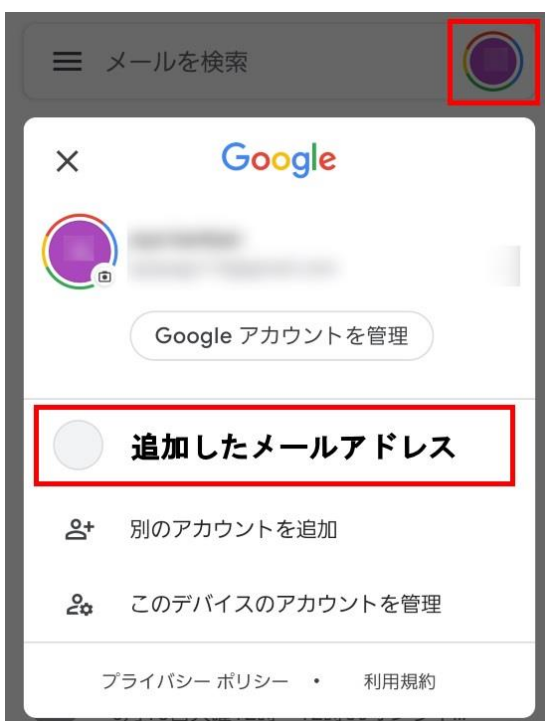 メールを検索
Google
Google アカウントを管理
追加したメールアドレス
別のアカウントを追加
このデバイスのアカウントを管理
プライバシー ポリシー • 利用規約